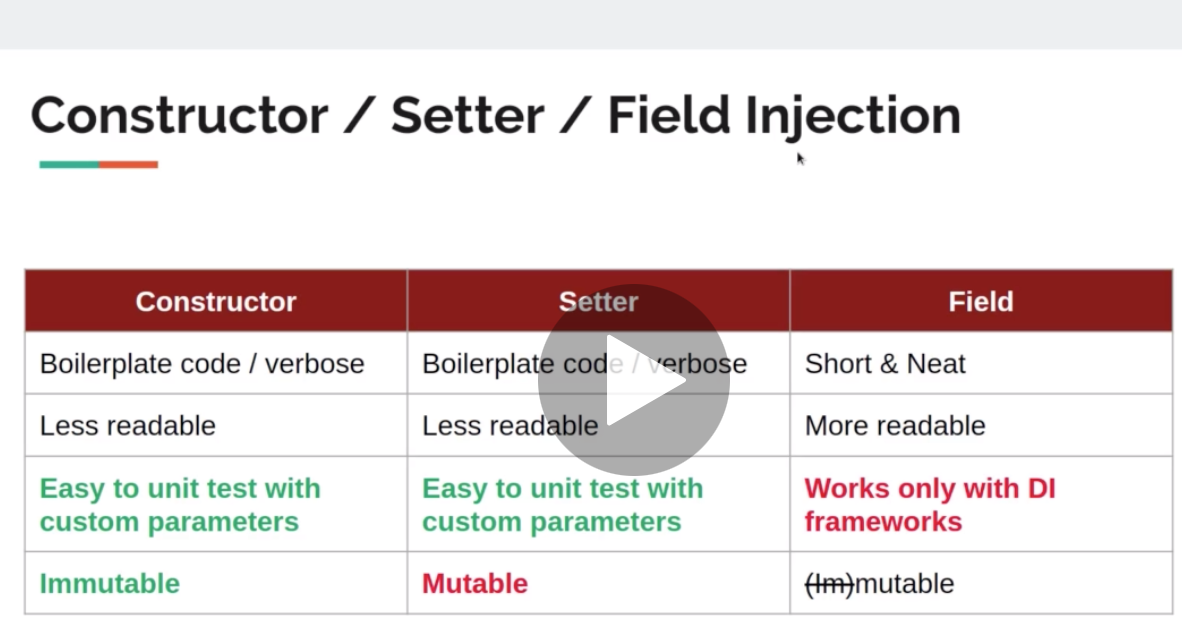 Constructor / Setter / Field Injection
Constructor
Setter
Field
Boilerplate code / verbose
Boilerplate code / verbose
Short & Neat
Less readable
Less readable
More readable
Easy to unit test with
custom parameters
Easy to unit test with
custom parameters
Works only with DI
frameworks
Immutable
Mutable
(Im)mutable